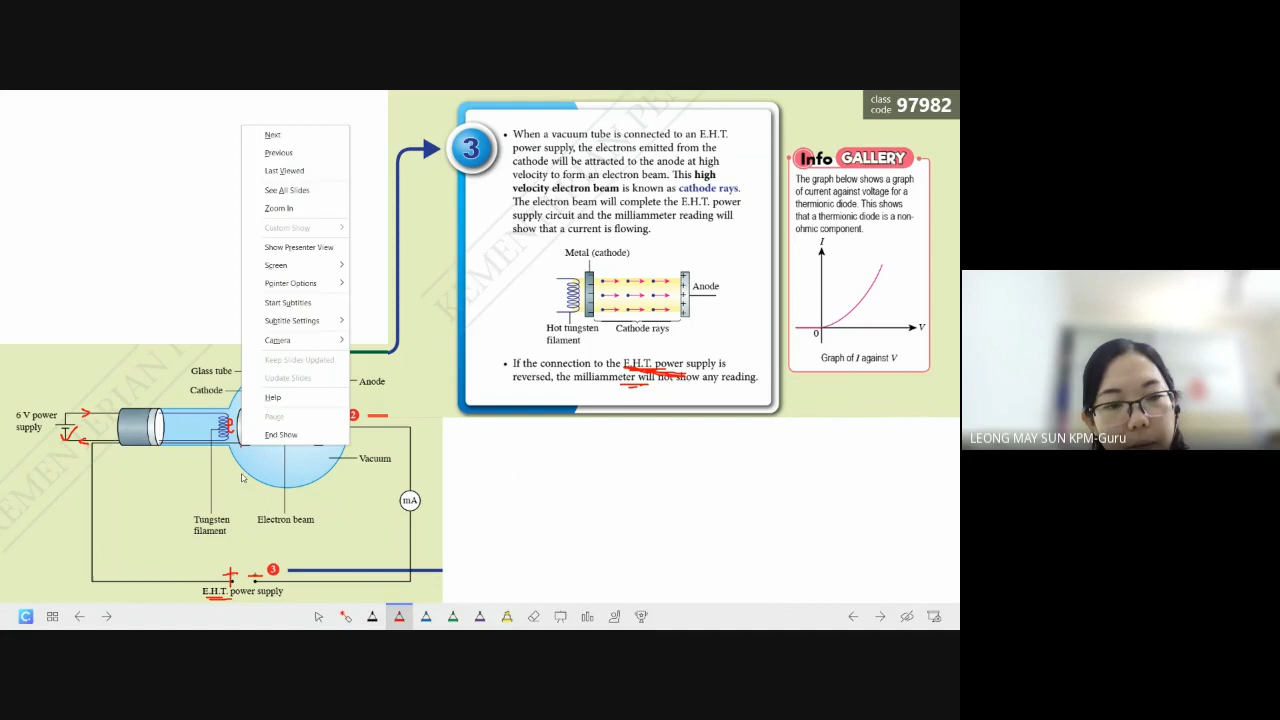 class
code 97982
Next
Previous
Last Viewed
See All Slides
Zoom In
Custom Show
Show Presenter View
Screen
Pointer Options
Start Subtitles
Subtitle Settings
Camera
Keep Slides Updated
Update Slides
Help
Pause
End Show
3
• When a vacuum tube is connected to an E.H.T.
power supply, the electrons emitted from the
cathode will be attracted to the anode at high
velocity to form an electron beam. This high
velocity electron beam is known as cathode rays.
The electron beam will complete the E.H.T. power
supply circuit and the milliammeter reading will
show that a current is flowing.
Metal (cathode)
Anode
Hot tungsten
filament
Cathode rays
• If the connection to the E.H.T. power supply is
reversed, the milliammeter will not show any reading.
Info GALLERY
The graph below shows a graph
of current against voltage for a
thermionic diode. This shows
that a thermionic diode is a non-
ohmic component.
I
0
V
Graph of I against V
Glass tube
Cathode
Anode
6 V power
supply
2
Vacuum
mA
Tungsten
filament
Electron beam
+
–
3
E.H.T. power supply
LEONG MAY SUN KPM-Guru